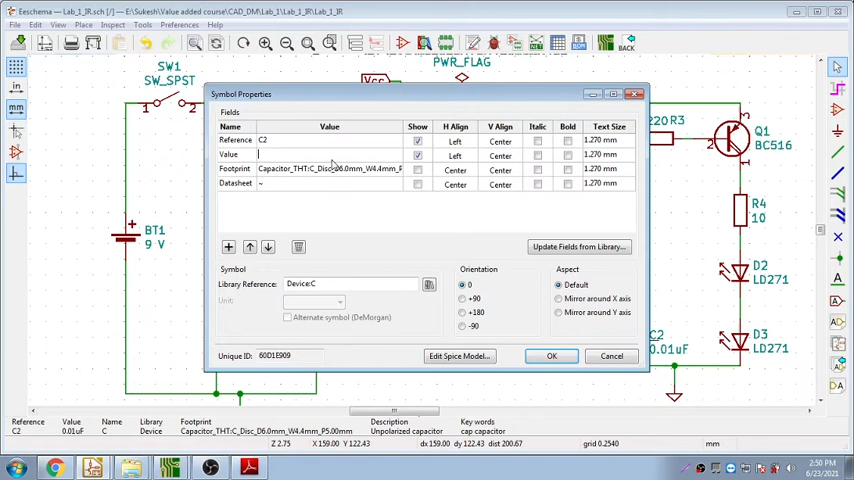 Eeschema — Lab_1_IR.sch [/] — E:\Sukesh\Value added course\CAD_DM\Lab_1_IR\Lab_1_IR
File Edit View Place Inspect Tools Preferences Help
BACK
in
mm
SW1
SW_SPST
1
2
VCC
PWR_FLAG
BT1
9 V
220 R3
2
3
1
Q1
BC516
R4
10
D2
LD271
D3
LD271
C2
0.01uF
Symbol Properties
Fields
Name Value Show H Align V Align Italic Bold Text Size
Reference C2 Left Center 1.270 mm
Value Left Center 1.270 mm
Footprint Capacitor_THT:C_Disc_D6.0mm_W4.4mm_P Center Center 1.270 mm
Datasheet ~ Center Center 1.270 mm
Update Fields from Library...
Symbol
Library Reference: Device:C
Unit:
Alternate symbol (DeMorgan)
Orientation
0
+90
+180
-90
Aspect
Default
Mirror around X axis
Mirror around Y axis
Unique ID: 60D1E909
Edit Spice Model...
OK
Cancel
Reference Value Name Library Footprint Description Key words
C2 0.01uF C Device Capacitor_THT:C_Disc_D6.0mm_W4.4mm_P5.00mm Unpolarized capacitor cap capacitor
Z 2.75 X 159.00 Y 122.43 dx 159.00 dy 122.43 dist 200.67 grid 0.2540 mm
2:50 PM
6/23/2021